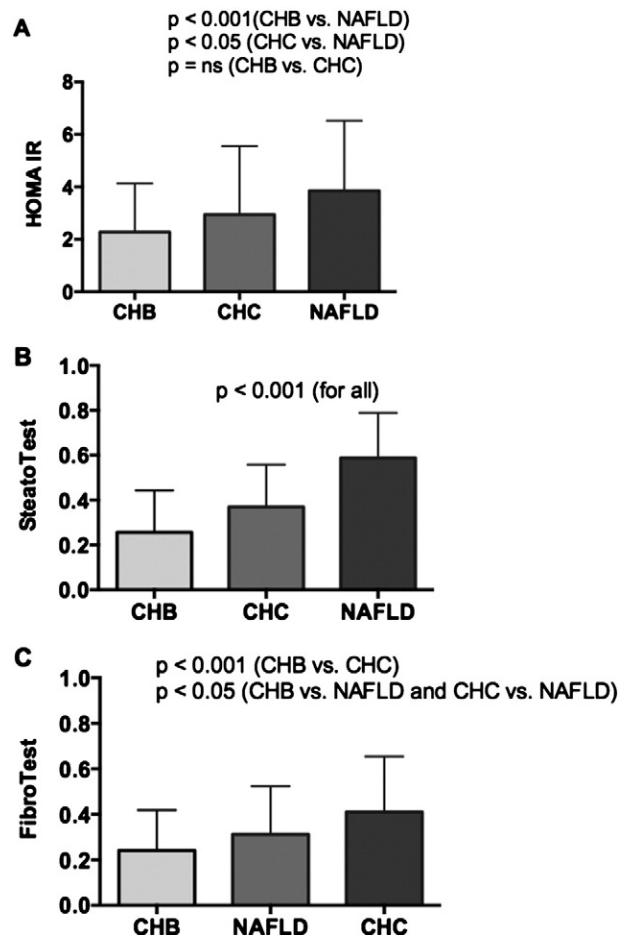 A
p < 0.001(CHB vs. NAFLD)
p < 0.05 (CHC vs. NAFLD)
p = ns (CHB vs. CHC)
8
6
4
2
0
HOMA IR
CHB CHC NAFLD
B
p < 0.001 (for all)
1.0
0.8
0.6
0.4
0.2
0.0
SteatoTest
CHB CHC NAFLD
C
p < 0.001 (CHB vs. CHC)
p < 0.05 (CHB vs. NAFLD and CHC vs. NAFLD)
1.0
0.8
0.6
0.4
0.2
0.0
FibroTest
CHB NAFLD CHC